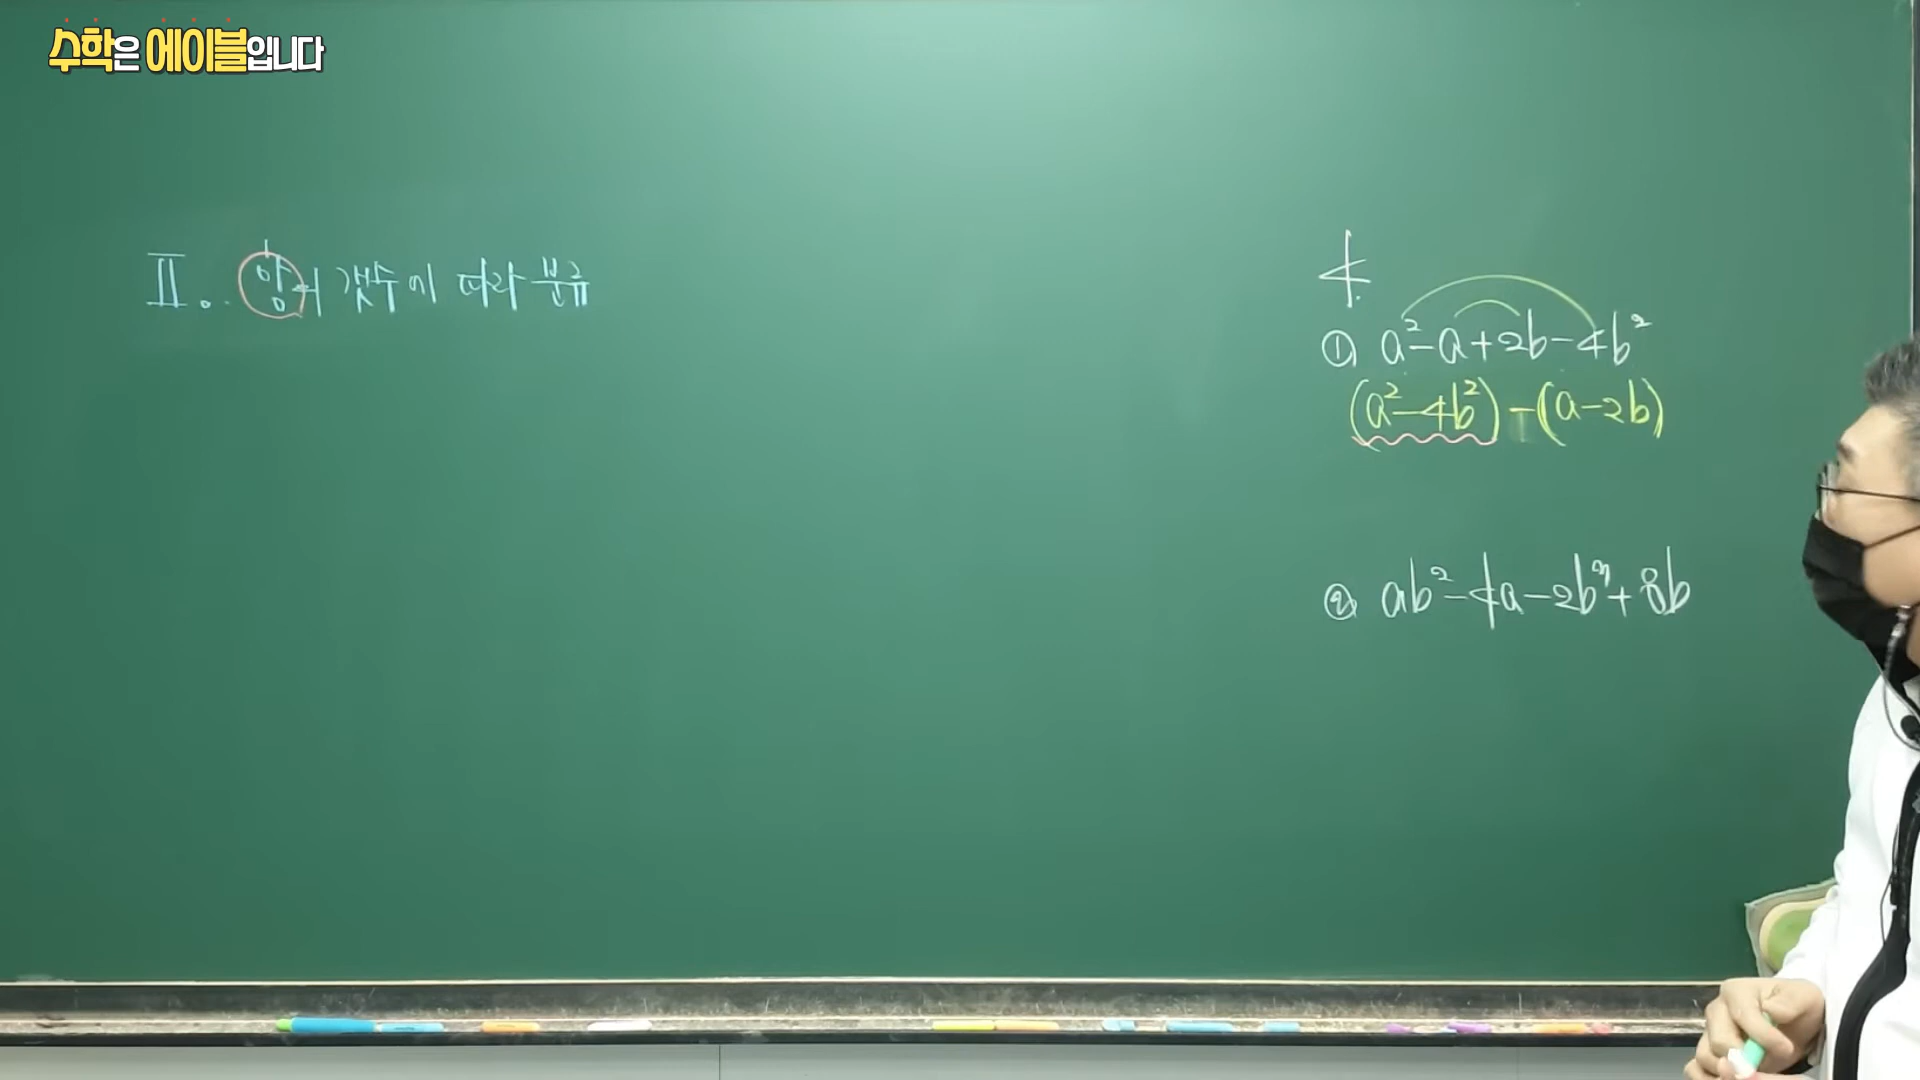 수학은 에이블입니다
Ⅱ. 항의 갯수에 따라 분류
4.
① a²-a+2b-4b²
(a²-4b²)-(a-2b)
② ab²-4a-2b³+8b